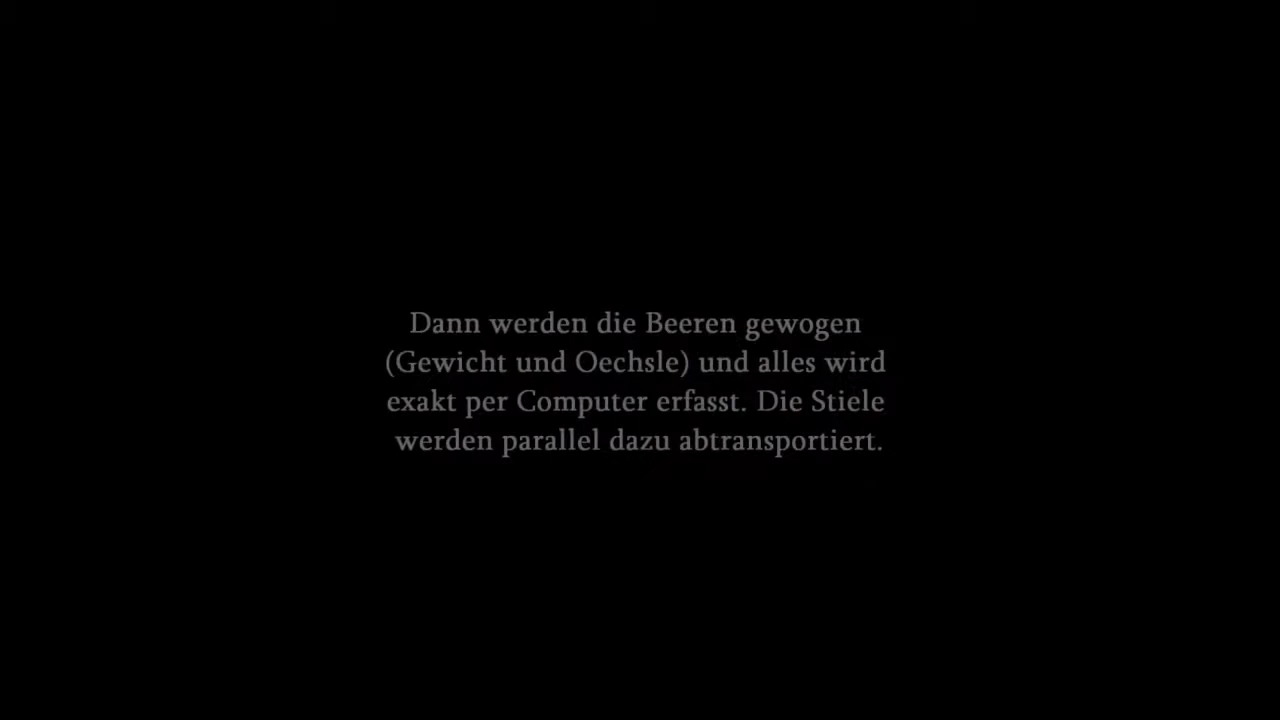 Dann werden die Beeren gewogen
(Gewicht und Oechsle) und alles wird
exakt per Computer erfasst. Die Stiele
werden parallel dazu abtransportiert.